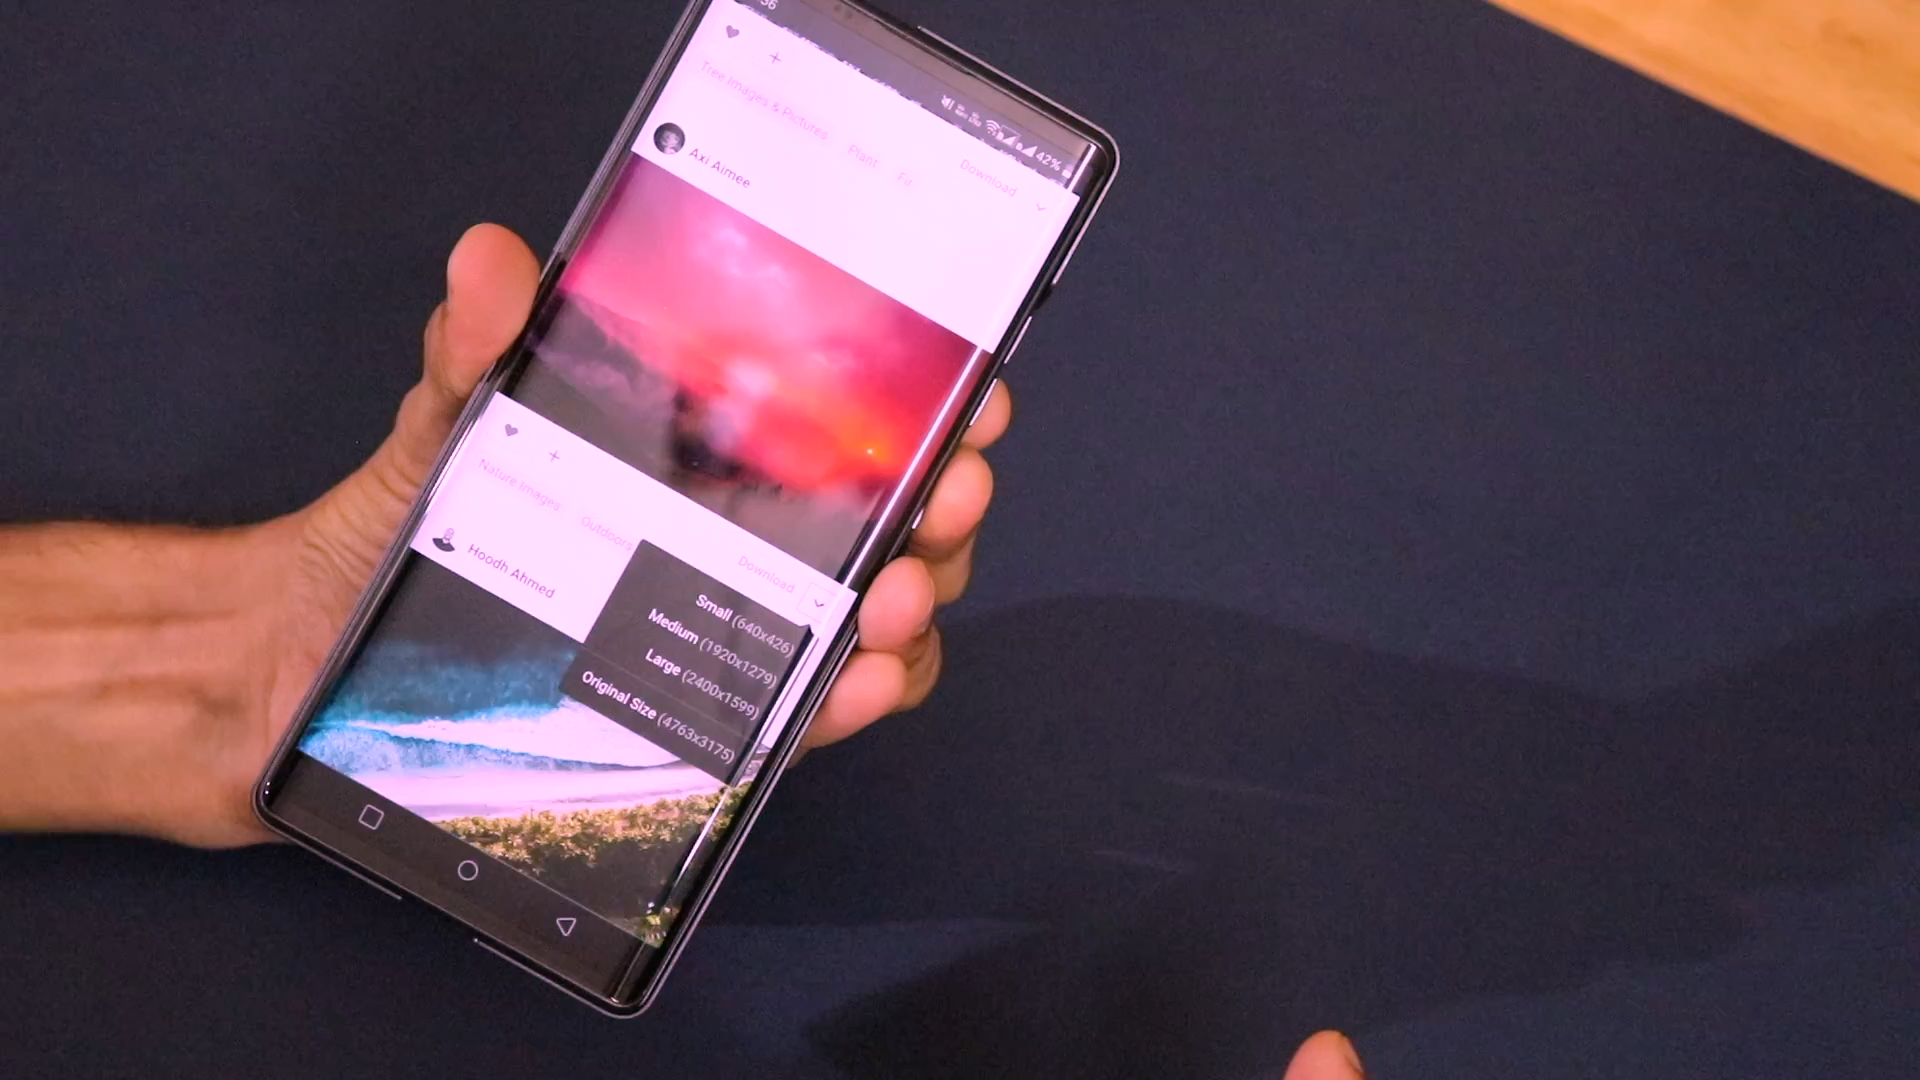 42%
Tree Images & Pictures
Plant
Download
Axi Aimee
Nature Images
Outdoors
Download
Hoodh Ahmed
Small (640x426)
Medium (1920x1279)
Large (2400x1599)
Original Size (4763x3175)